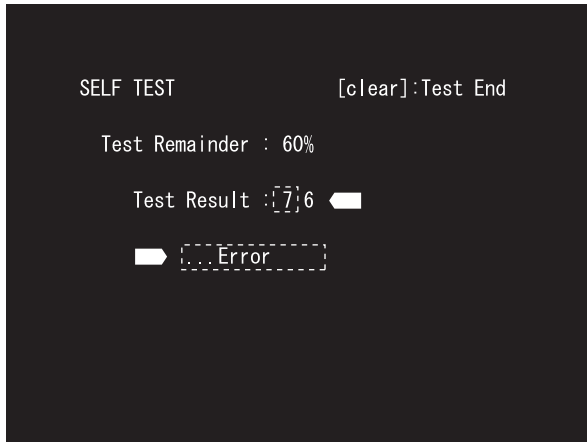 SELF TEST [clear]:Test End
Test Remainder : 60%
Test Result :76
...Error